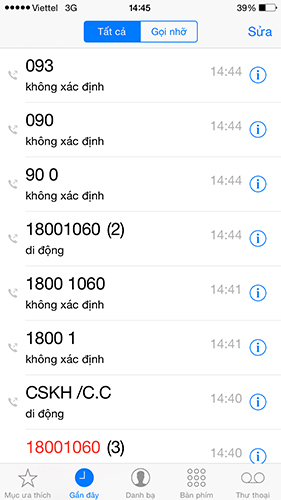 Viettel 3G 14:45 39%
Tất cả Gọi nhỡ Sửa
093 14:44
không xác định
090 14:44
không xác định
90 0 14:44
không xác định
18001060 (2) 14:44
di động
1800 1060 14:41
không xác định
1800 1 14:41
không xác định
CSKH /C.C 14:40
di động
18001060 (3) 14:40
Mục ưa thích Gần đây Danh bạ Bàn phím Thư thoại